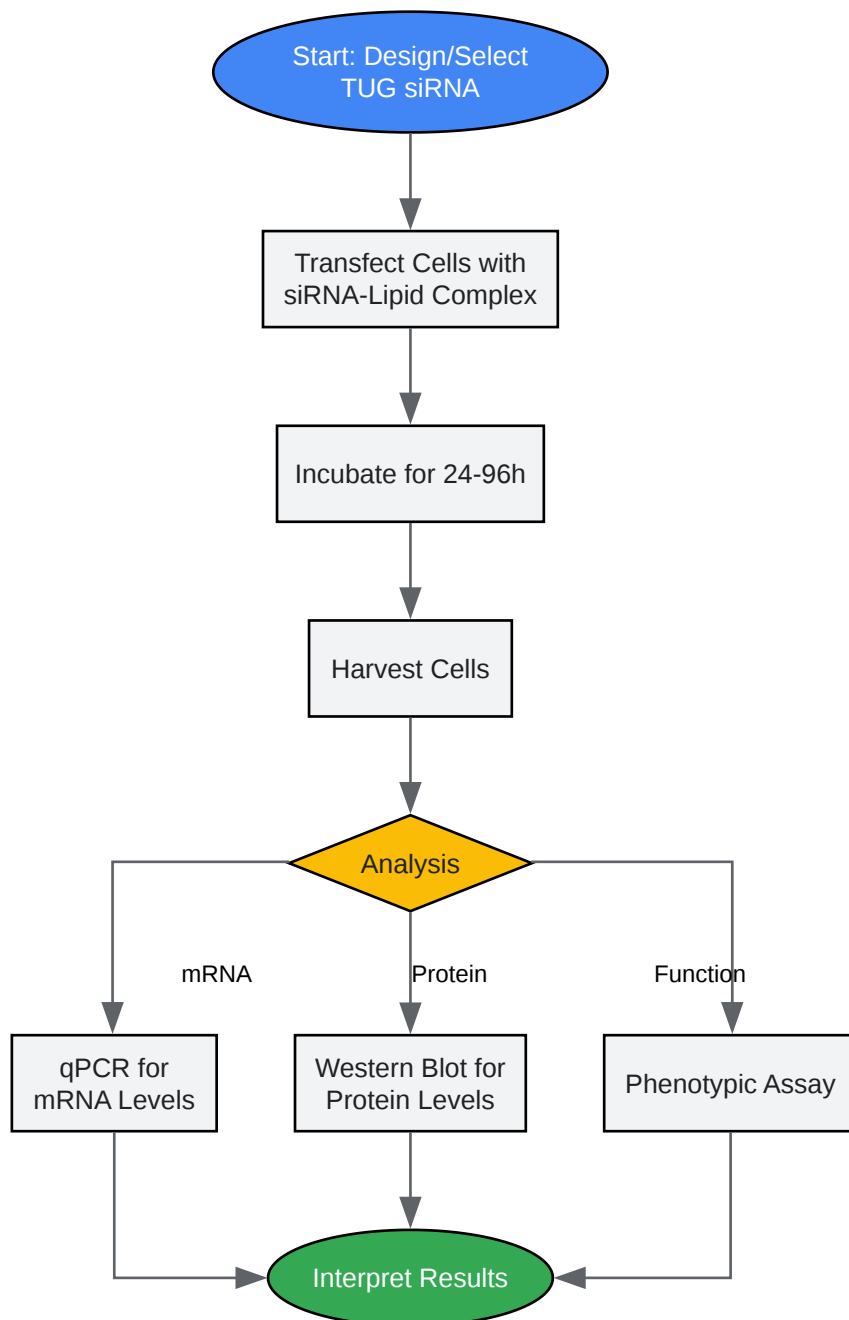 Start: Design/Select
TUG siRNA
Transfect Cells with
siRNA-Lipid Complex
Incubate for 24-96h
Harvest Cells
Analysis
mRNA
Protein
Function
qPCR for
mRNA Levels
Western Blot for
Protein Levels
Phenotypic Assay
Interpret Results